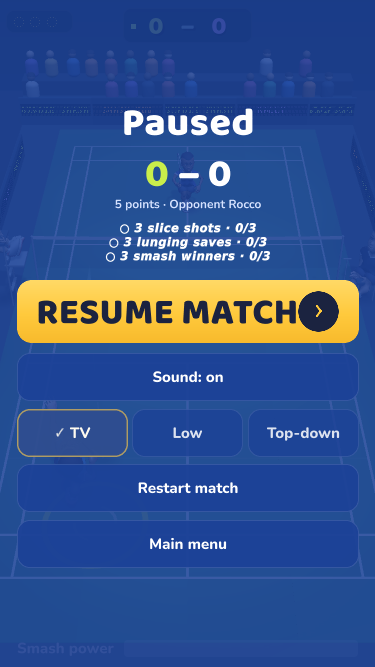 0 – 0
Paused
0 – 0
5 points · Opponent Rocco
3 slice shots · 0/3
3 lunging saves · 0/3
3 smash winners · 0/3
RESUME MATCH ›
Sound: on
✓ TV
Low
Top-down
Restart match
Main menu
Smash power